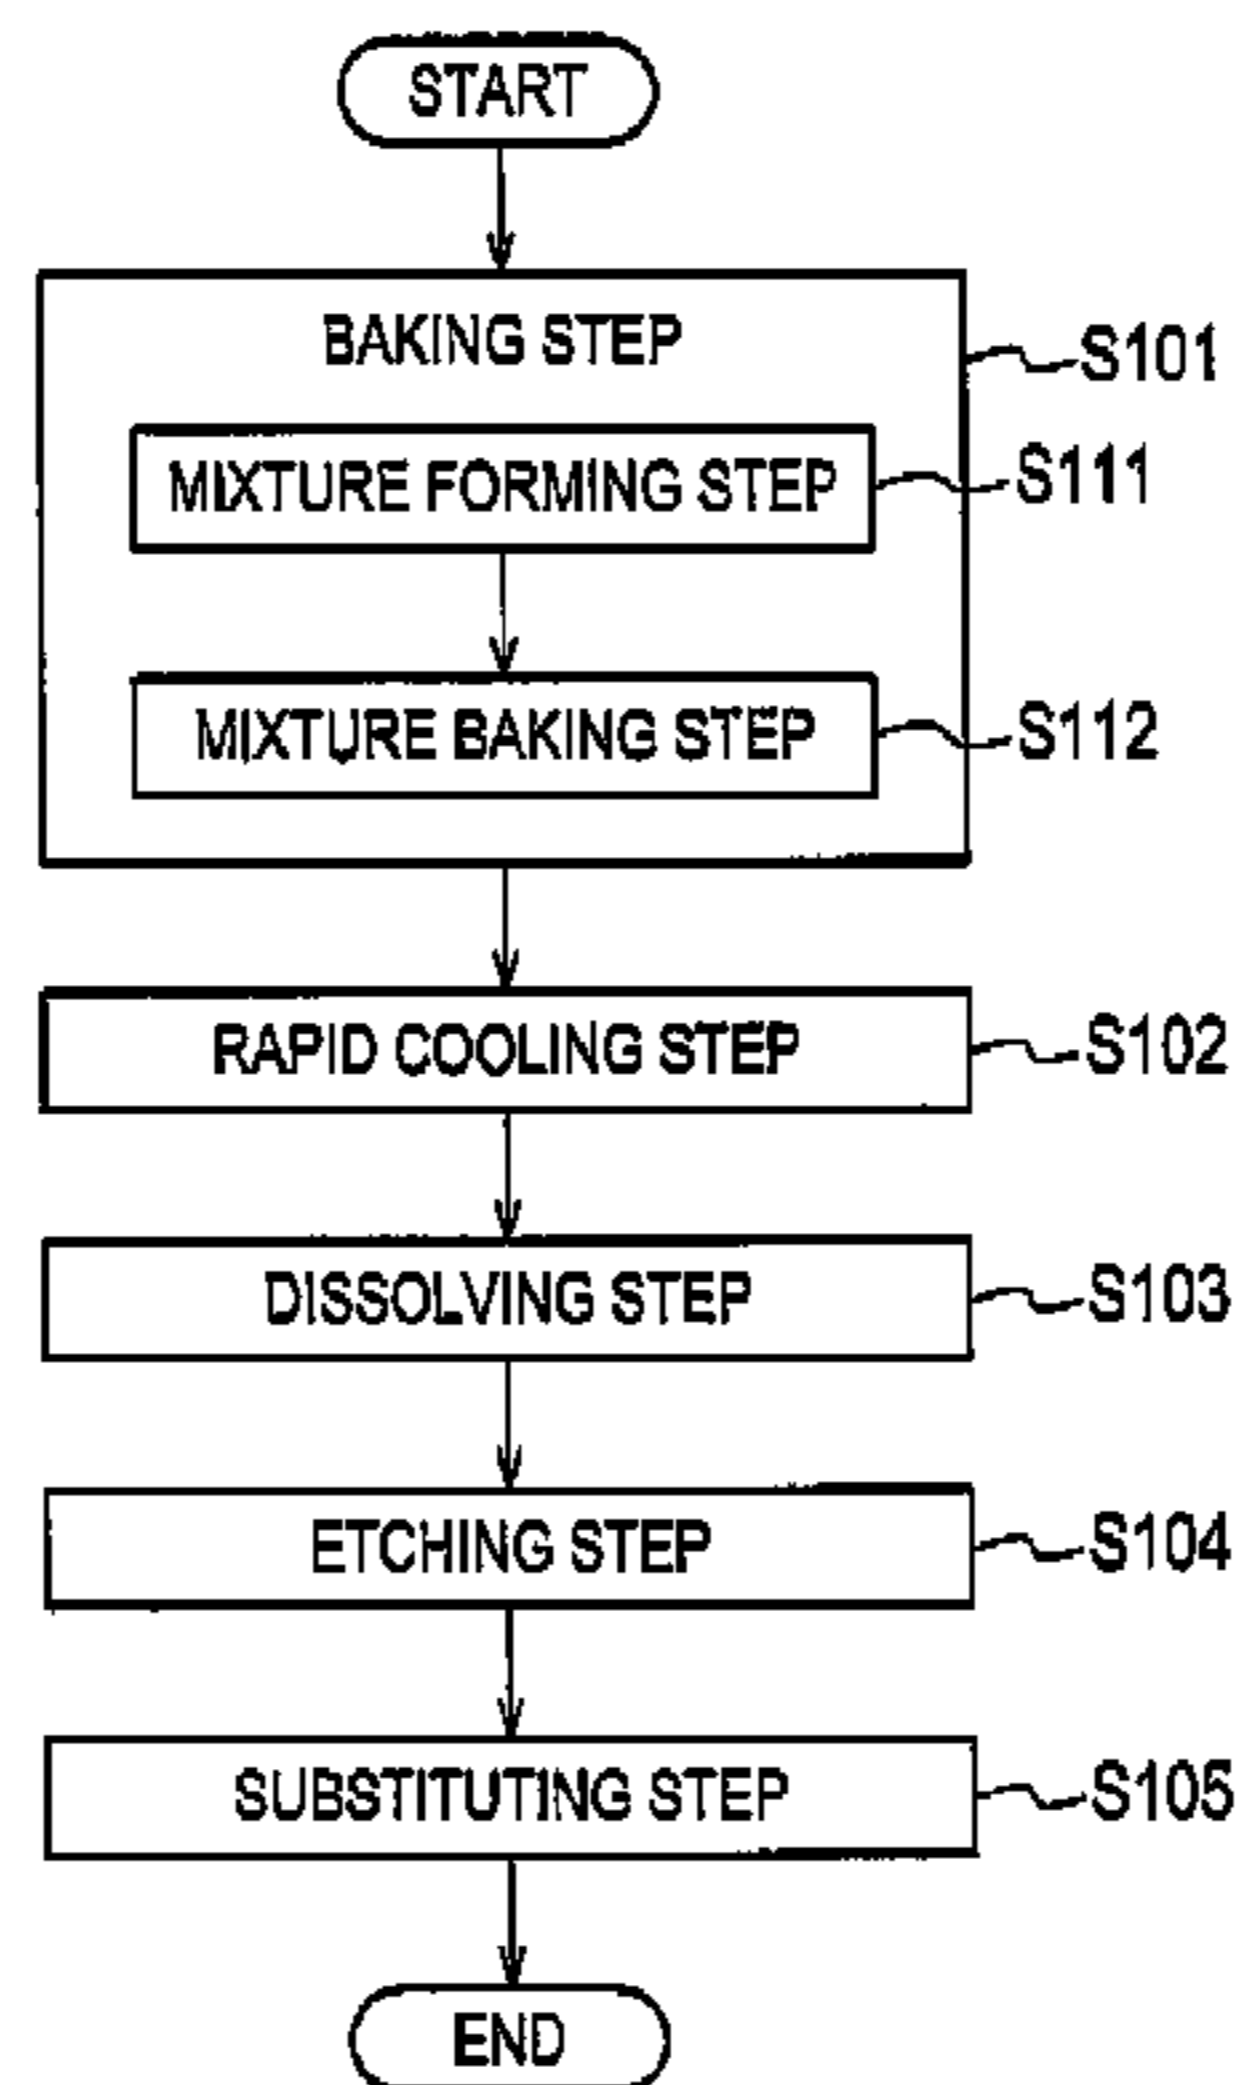 START
BAKING STEP
S101
MIXTURE FORMING STEP
S111
MIXTURE BAKING STEP
S112
RAPID COOLING STEP
S102
DISSOLVING STEP
S103
ETCHING STEP
S104
SUBSTITUTING STEP
S105
END